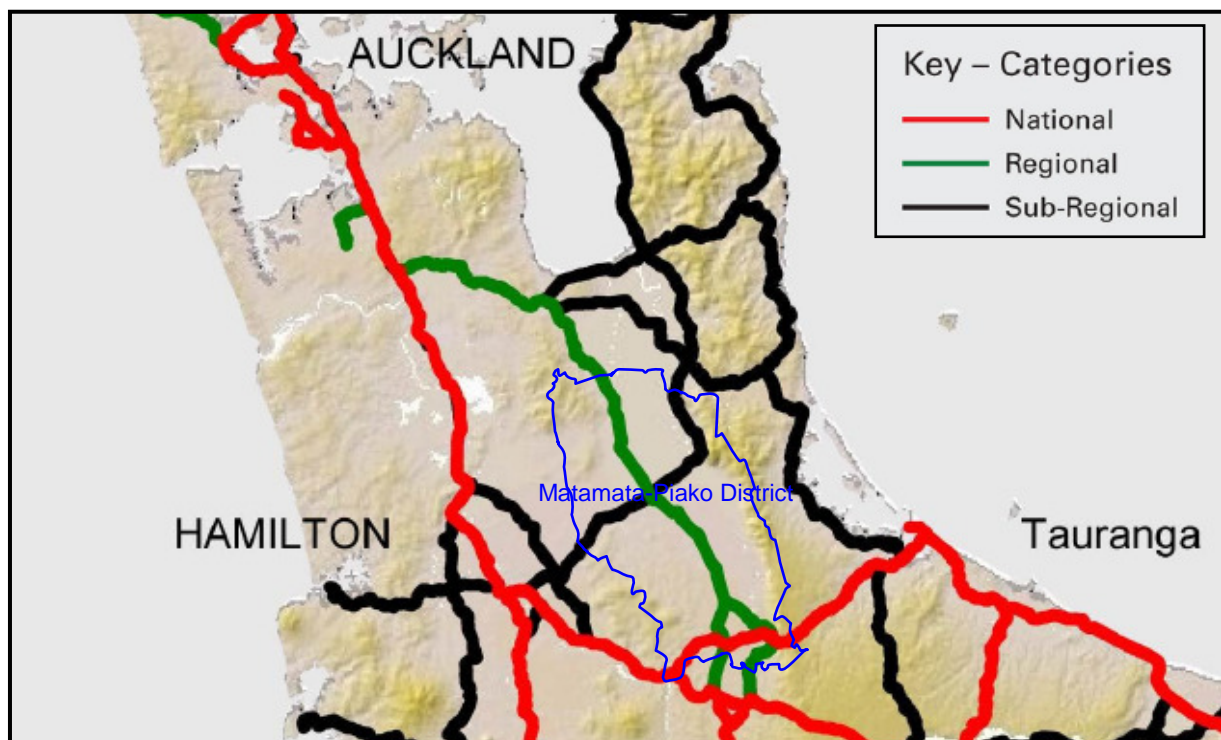 AUCKLAND
Key – Categories
National
Regional
Sub-Regional
Matamata-Piako District
HAMILTON
Tauranga